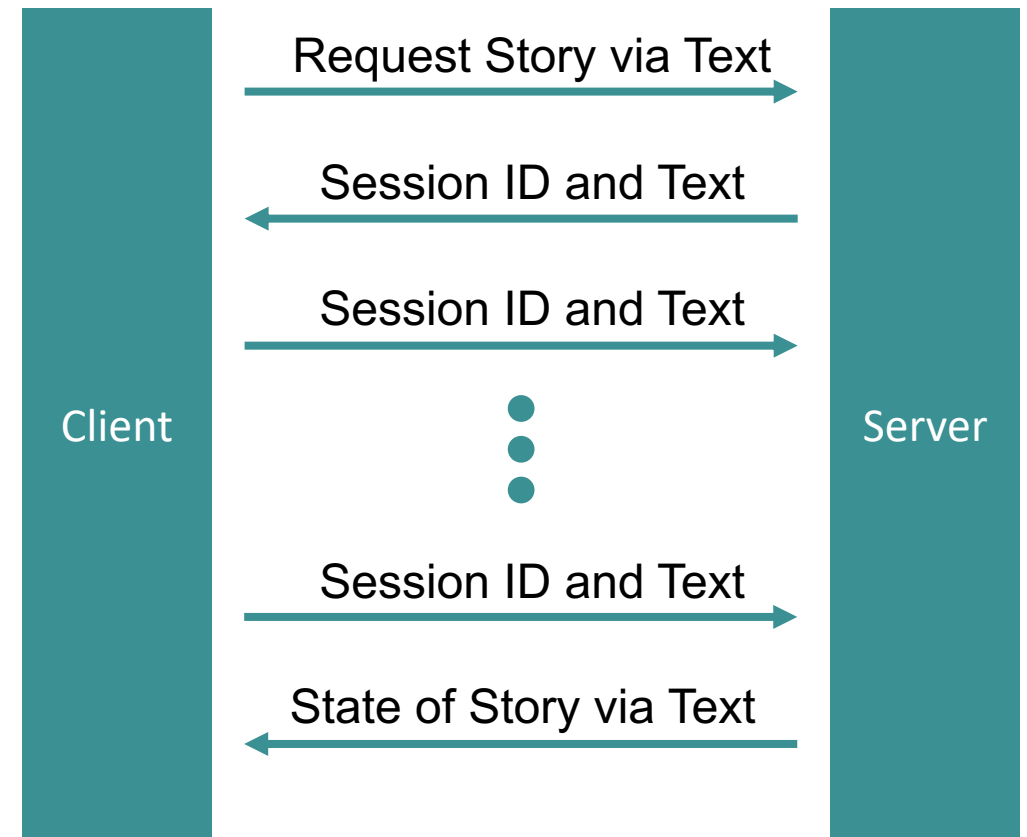 Request Story via Text
Session ID and Text
Session ID and Text
Client
Server
Session ID and Text
State of Story via Text